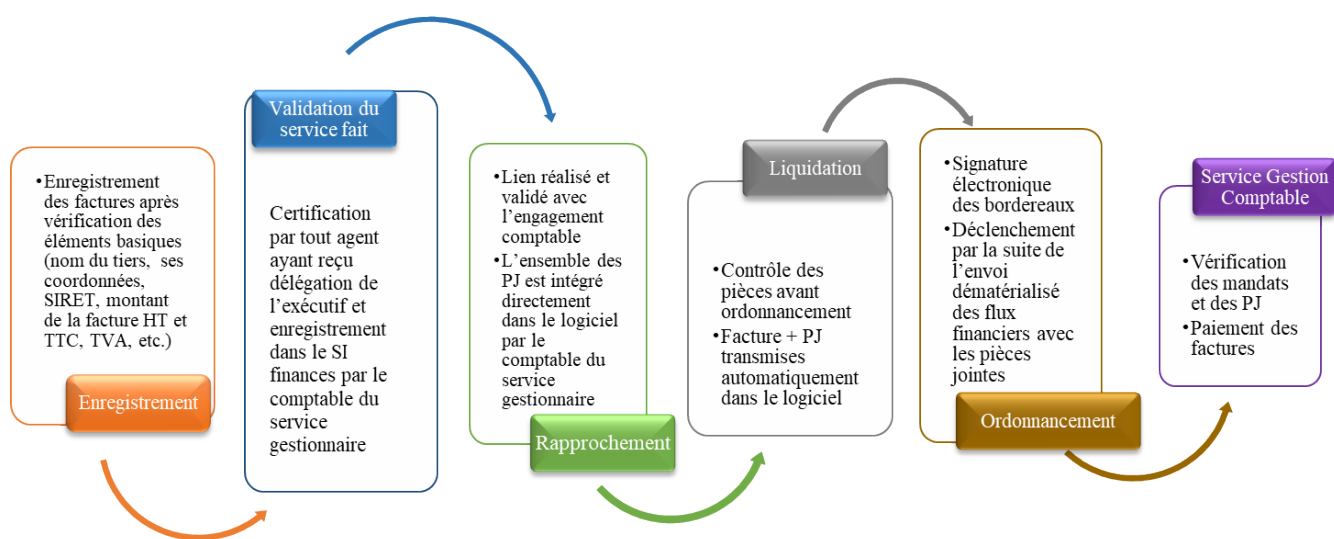 •Enregistrement
des factures après
vérification des
éléments basiques
(nom du tiers, ses
coordonnées,
SIRET, montant
de la facture HT et
TTC, TVA, etc.)
Enregistrement
Validation du
service fait
Certification
par tout agent
ayant reçu
délégation de
l’exécutif et
enregistrement
dans le SI
finances par le
comptable du
service
gestionnaire
•Lien réalisé et
validé avec
l’engagement
comptable
•L’ensemble des
PJ est intégré
directement
dans le logiciel
par le
comptable du
service
gestionnaire
Rapprochement
Liquidation
•Contrôle des
pièces avant
ordonnancement
•Facture + PJ
transmises
automatiquement
dans le logiciel
•Signature
électronique
des bordereaux
•Déclenchement
par la suite de
l’envoi
dématérialisé
des flux
financiers avec
les pièces
jointes
Ordonnancement
Service Gestion
Comptable
•Vérification
des mandats
et des PJ
•Paiement des
factures